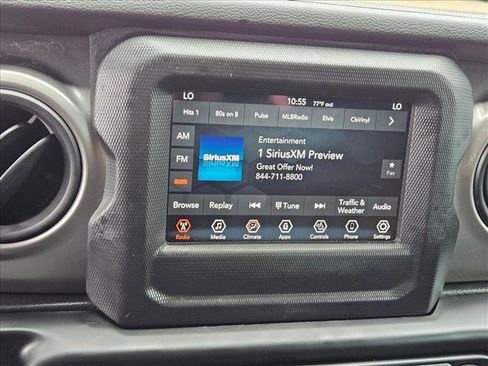 LO 10:55 77°F out LO
Hits 1 80s on 8 Pulse MLBRadio Elvis ClsVinyl
AM
FM
SXM
SiriusXM
Entertainment
1 SiriusXM Preview
Great Offer Now!
844-711-8800
Fav
Browse Replay Tune Traffic & Weather Audio
Radio Media Climate Apps Controls Phone Settings